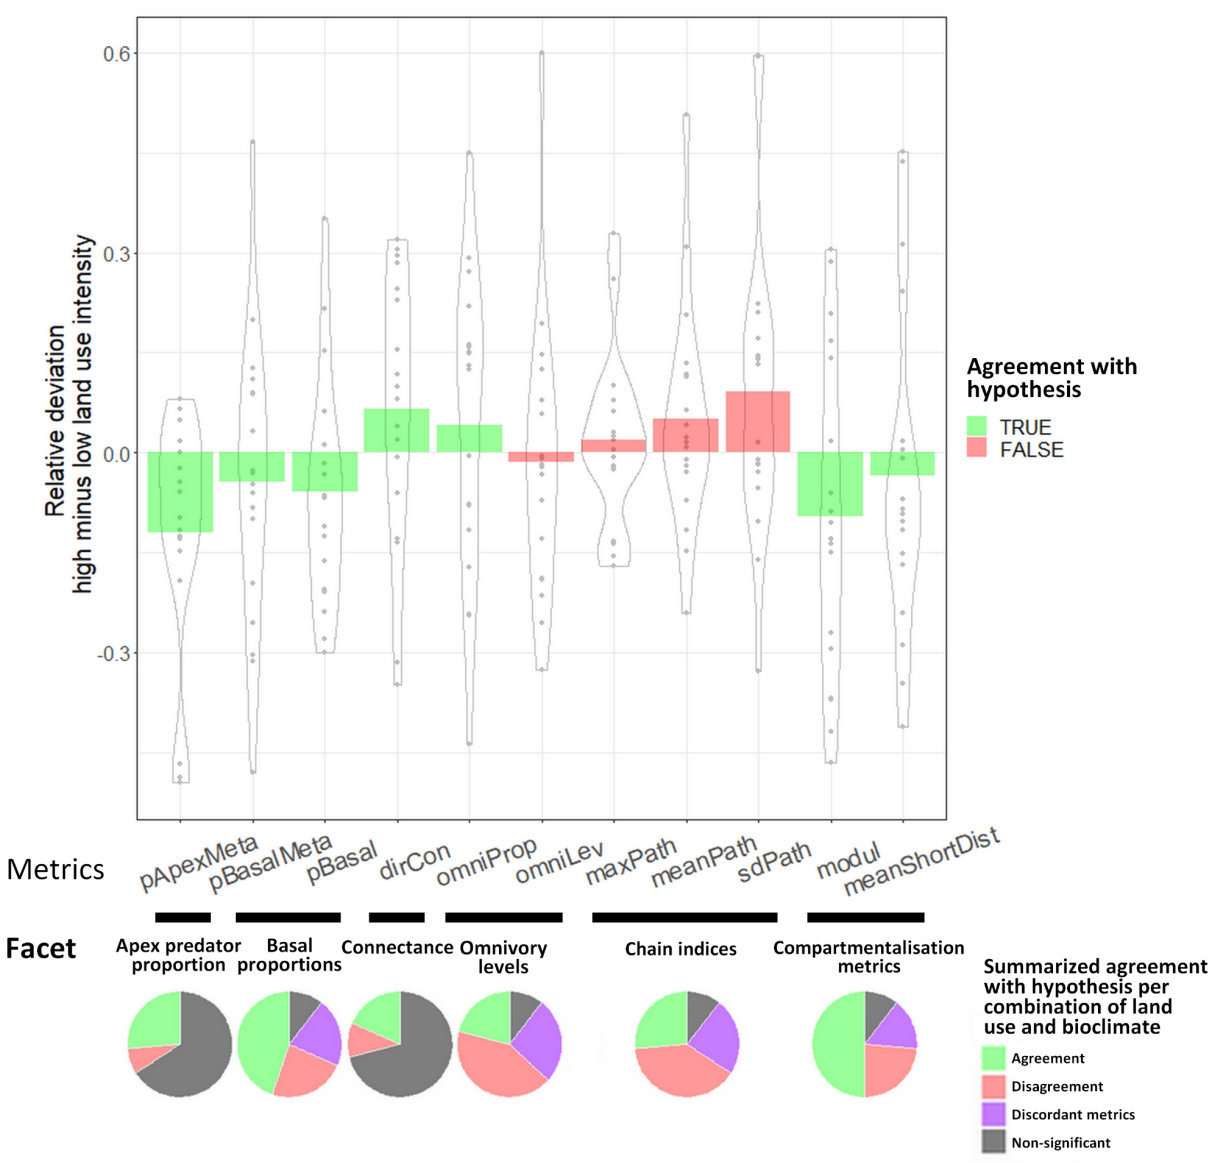 0.6
0.3
0.0
-0.3
Relative deviation
high minus low land use intensity
Agreement with
hypothesis
TRUE
FALSE
Metrics
pApexMeta
pBasalMeta
pBasal
dirCon
omniProp
omniLev
maxPath
meanPath
sdPath
modul
meanShortDist
Facet
Apex predator
proportion
Basal
proportions
Connectance
Omnivory
levels
Chain indices
Compartmentalisation
metrics
Summarized agreement
with hypothesis per
combination of land
use and bioclimate
Agreement
Disagreement
Discordant metrics
Non-significant